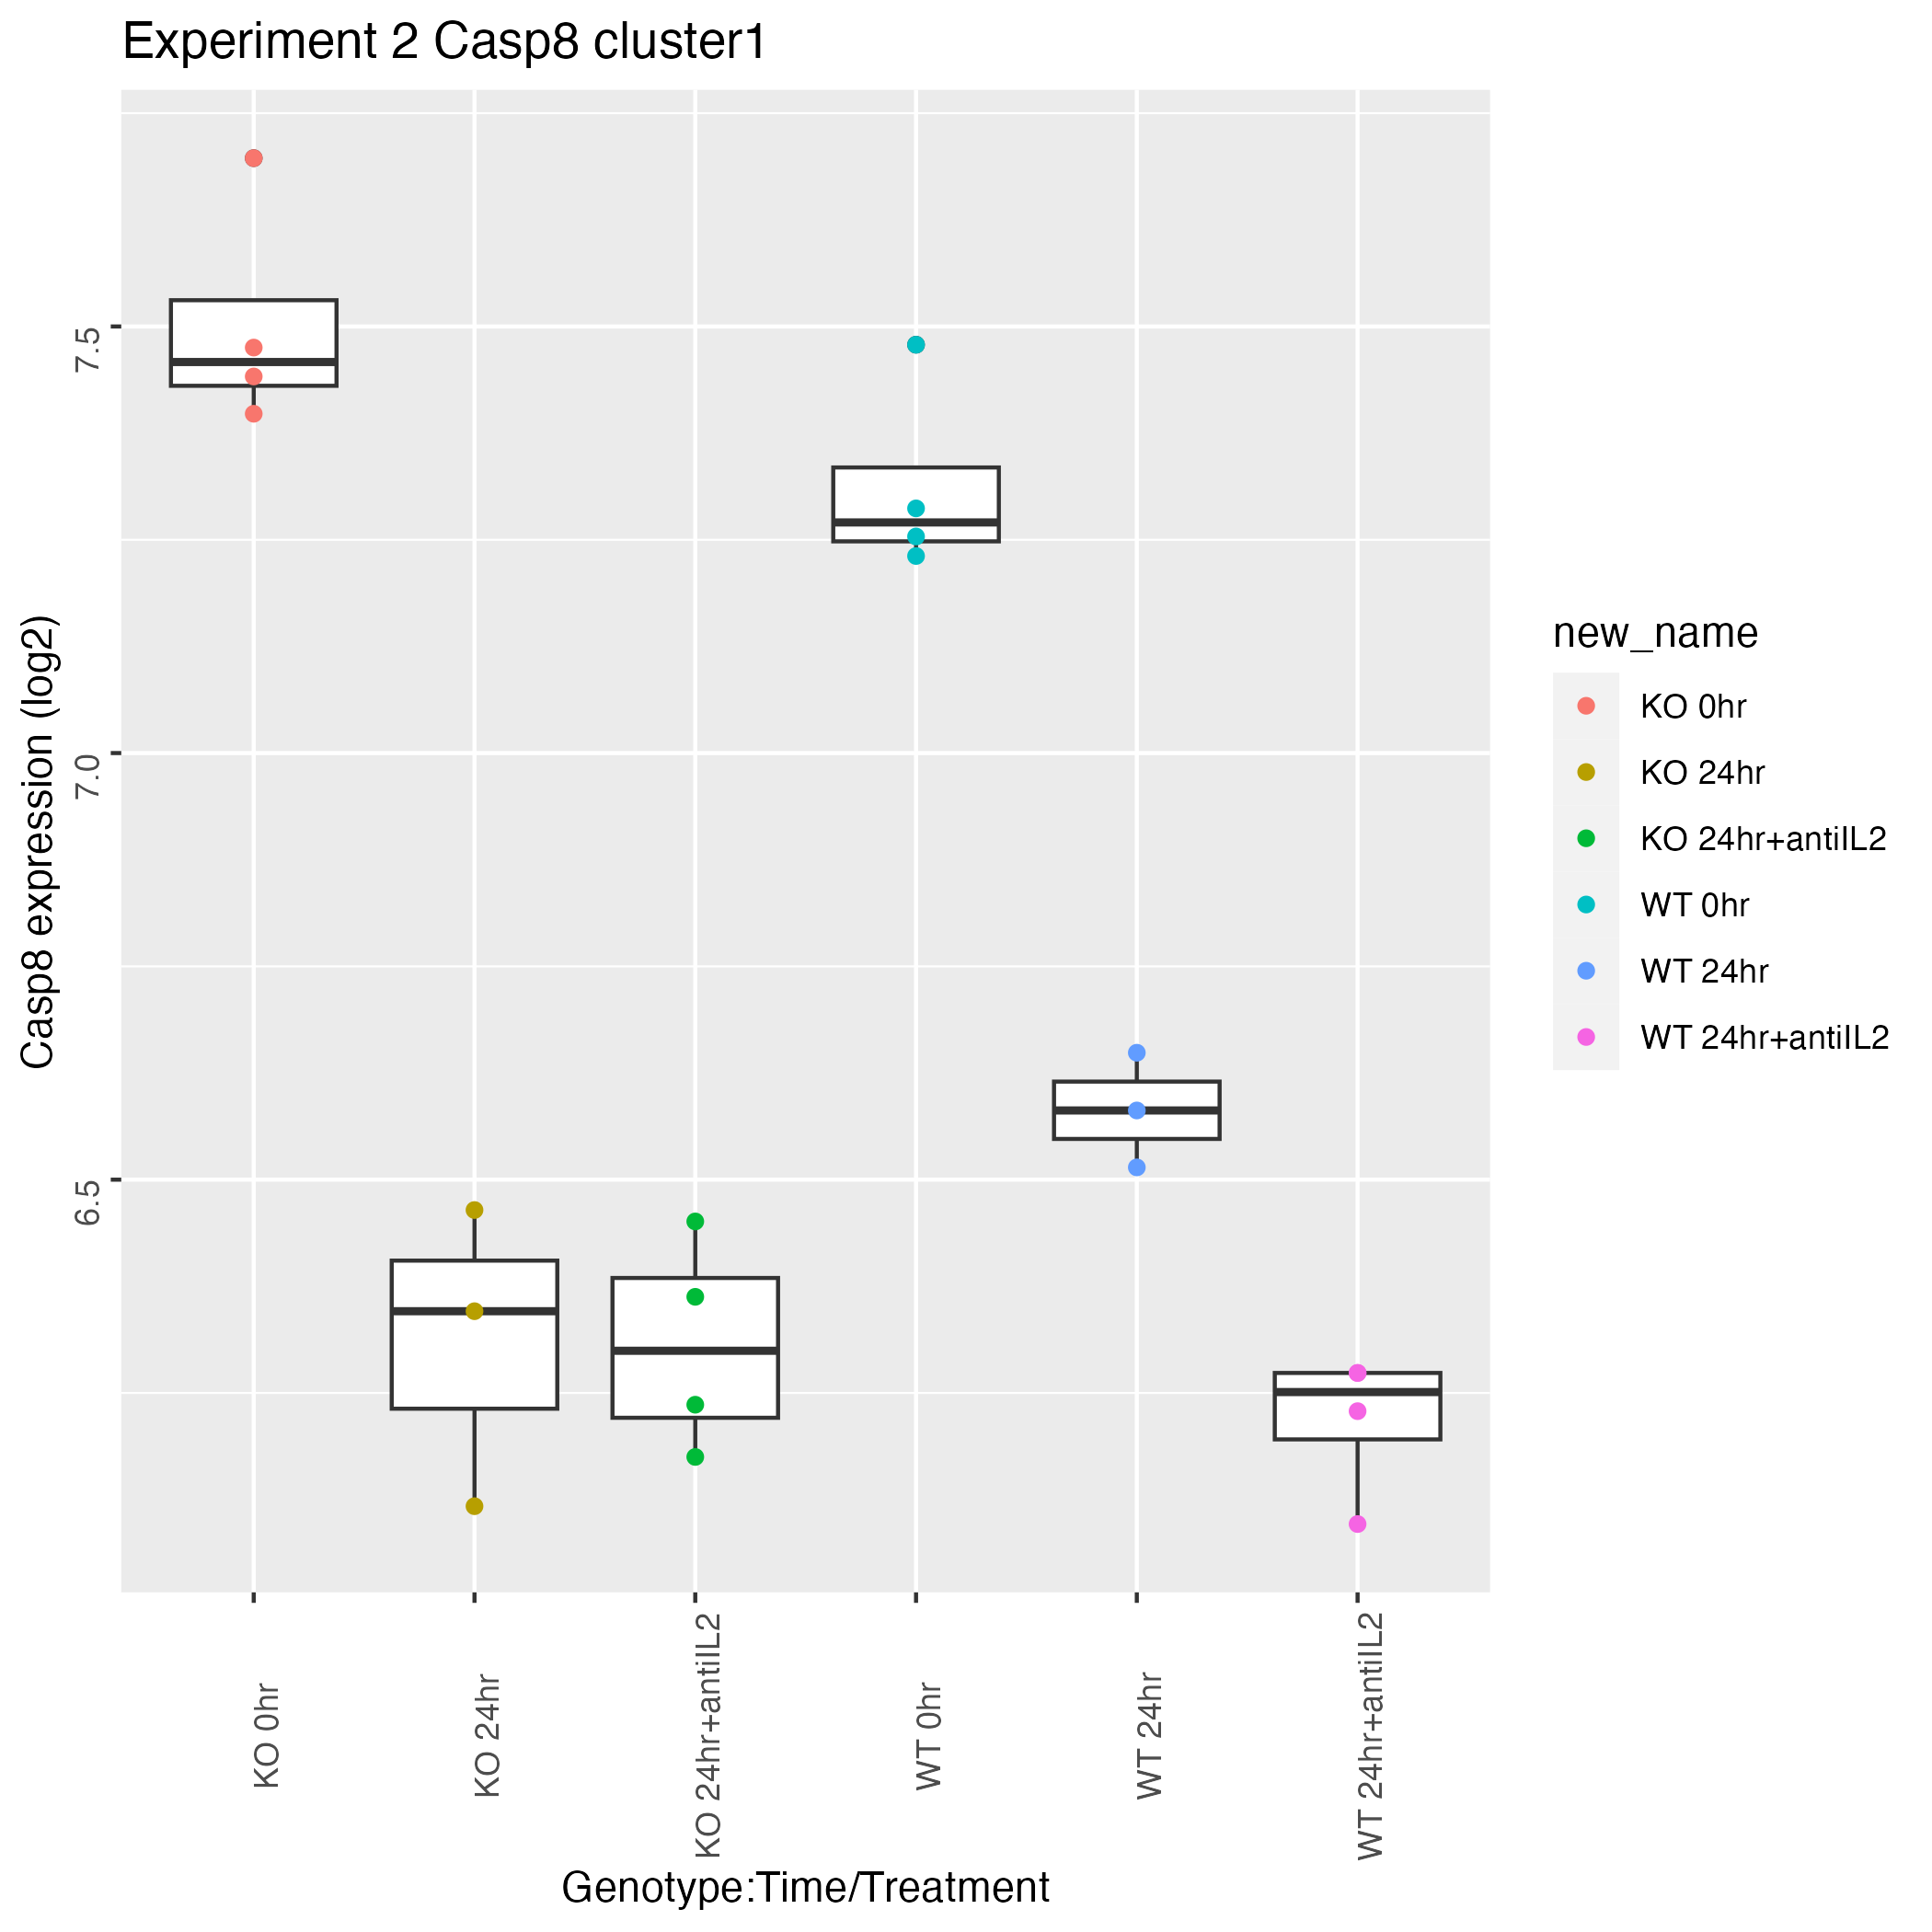 Experiment 2 Casp8 cluster1
Casp8 expression (log2)
7.5
7.0
6.5
KO 0hr
KO 24hr
KO 24hr+antiIL2
WT 0hr
WT 24hr
WT 24hr+antiIL2
Genotype:Time/Treatment
new_name
KO 0hr
KO 24hr
KO 24hr+antiIL2
WT 0hr
WT 24hr
WT 24hr+antiIL2